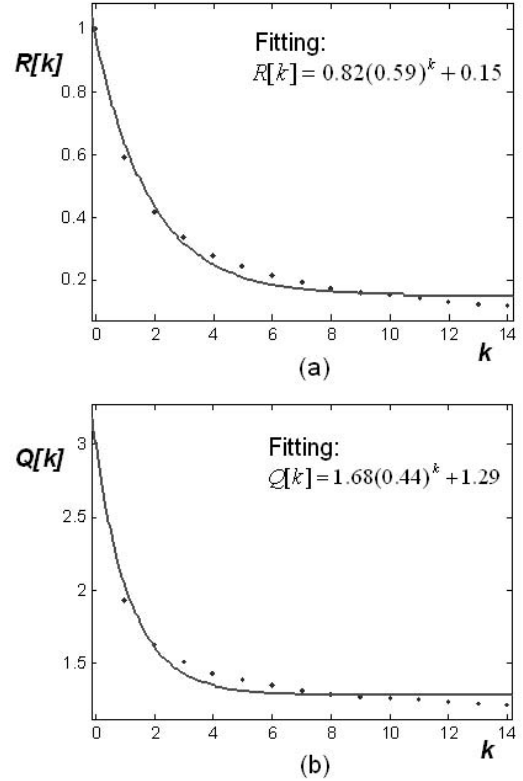 1
R[k]
0.8
0.6
0.4
0.2
Fitting:
R[k] = 0.82(0.59)^k + 0.15
0 2 4 6 8 10 12 14
k
(a)
3
Q[k]
2.5
2
1.5
Fitting:
Q[k] = 1.68(0.44)^k + 1.29
0 2 4 6 8 10 12 14
k
(b)